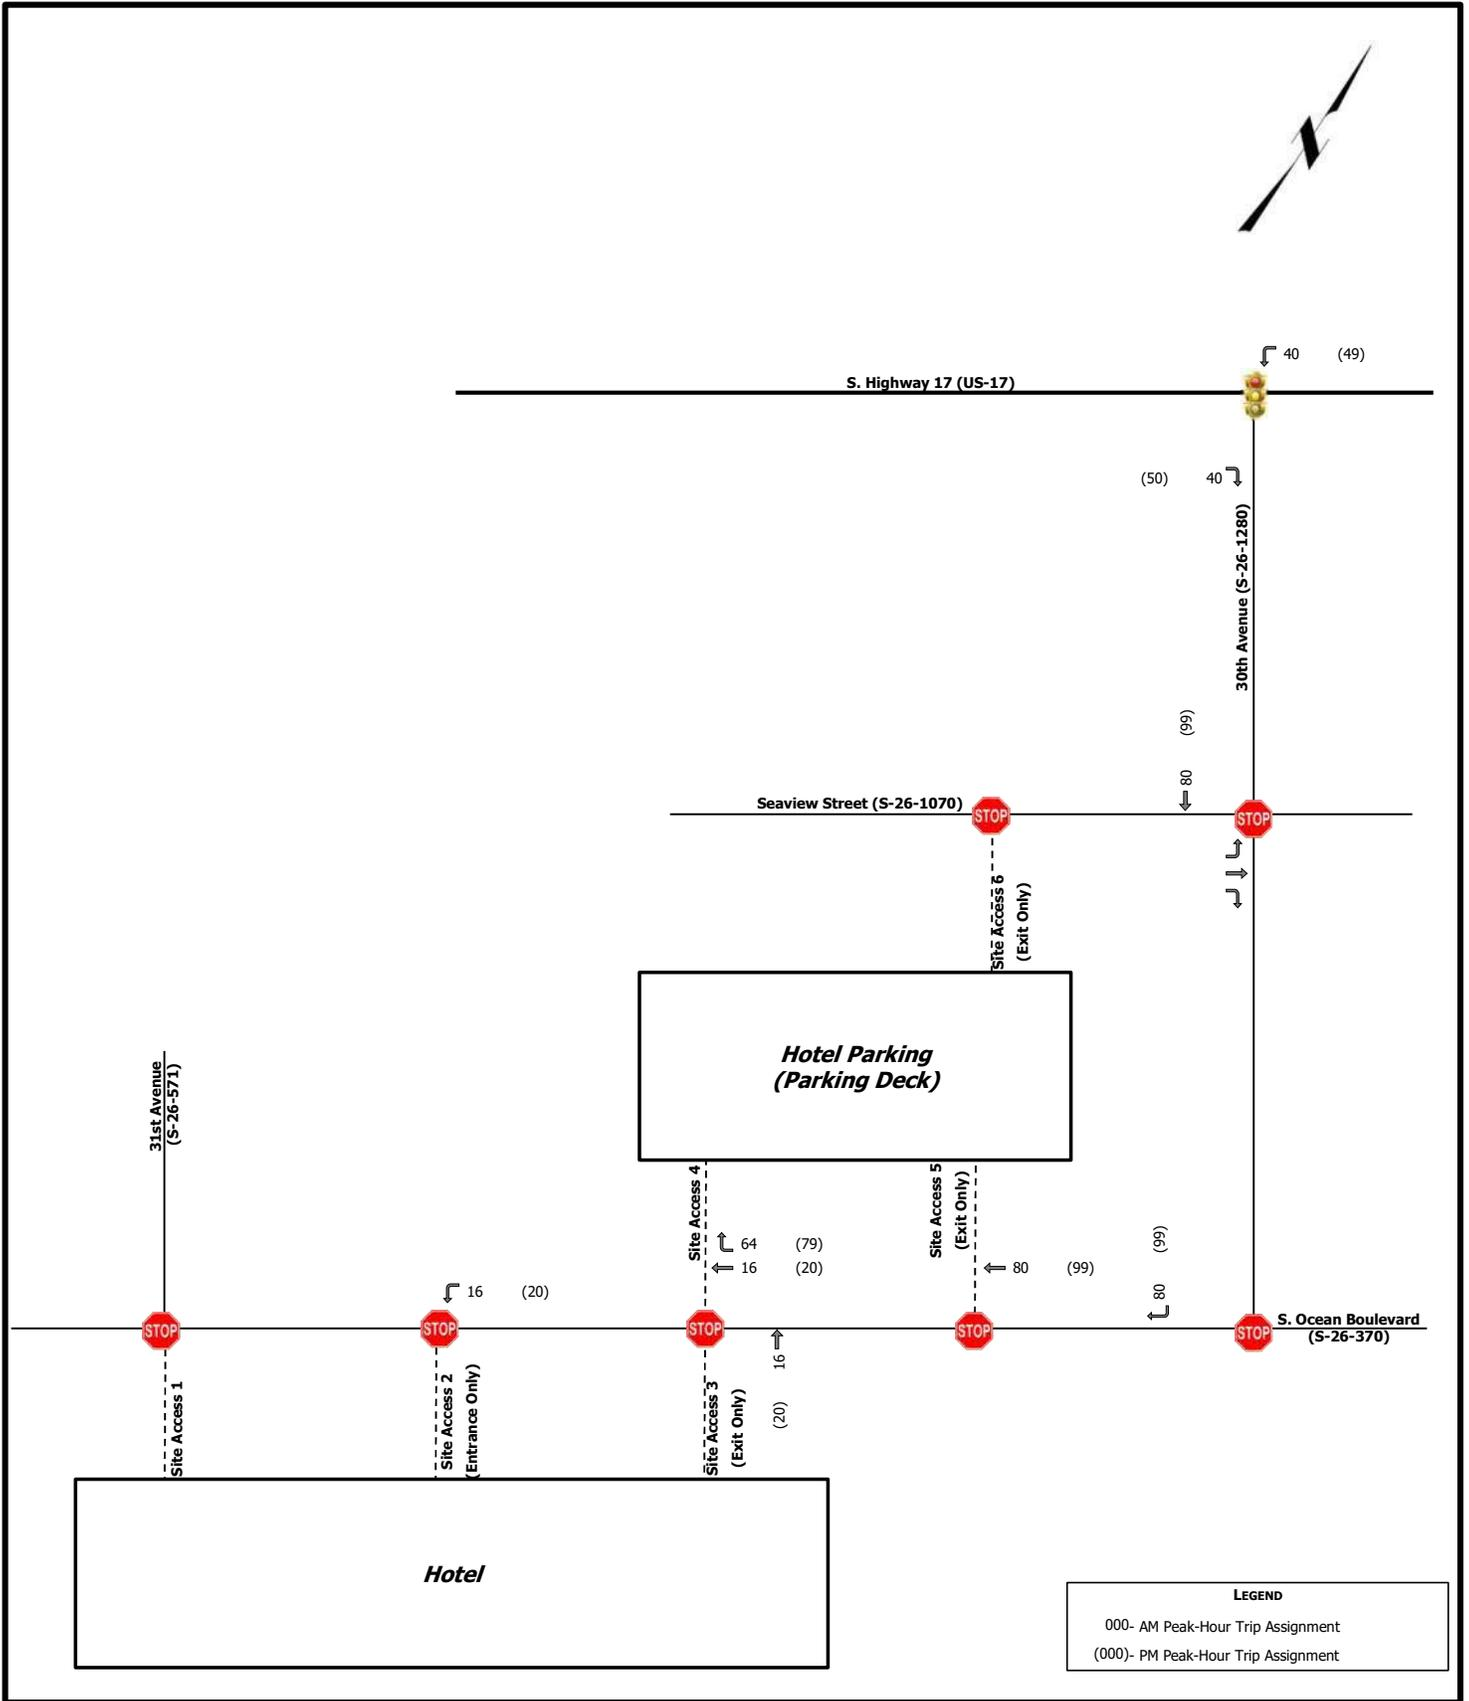 40 (49)
S. Highway 17 (US-17)
(50) 40
30th Avenue (S-26-1280)
(99)
80
Seaview Street (S-26-1070)
STOP
STOP
Site Access 6
(Exit Only)
Hotel Parking
(Parking Deck)
31st Avenue
(S-26-571)
Site Access 4
Site Access 5
(Exit Only)
64 (79)
16 (20)
80 (99)
(99)
80
16 (20)
STOP
STOP
STOP
STOP
STOP
S. Ocean Boulevard
(S-26-370)
16
(20)
Site Access 1
Site Access 2
(Entrance Only)
Site Access 3
(Exit Only)
Hotel
LEGEND
000- AM Peak-Hour Trip Assignment
(000)- PM Peak-Hour Trip Assignment